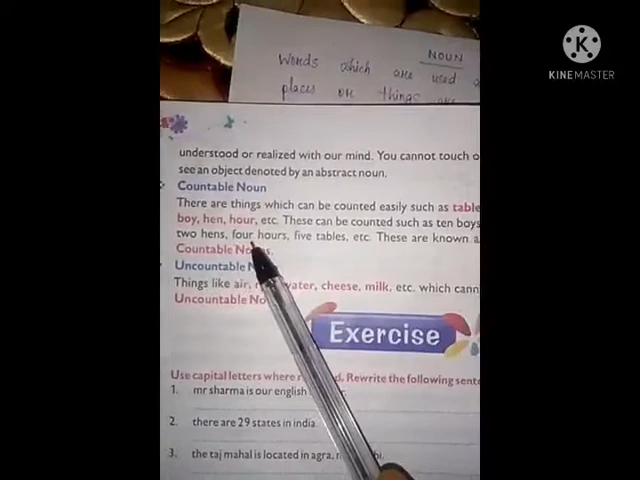 NOUN
Words which are used
places or things are
KINEMASTER
understood or realized with our mind. You cannot touch o
see an object denoted by an abstract noun.
Countable Noun
There are things which can be counted easily such as table
boy, hen, hour, etc. These can be counted such as ten boys
two hens, four hours, five tables, etc. These are known a
Countable No
Uncountable N
Things like air, water, cheese, milk, etc. which cann
Uncountable No
Exercise
Use capital letters where Rewrite the following sent
1. mr sharma is our english
2. there are 29 states in india.
3. the taj mahal is located in agra,